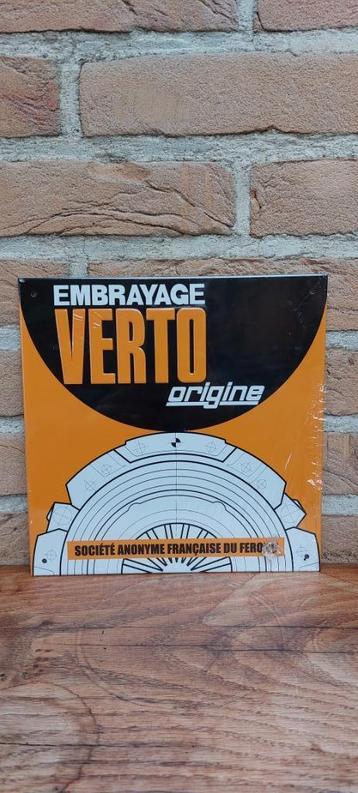 EMBRAYAGE
VERTO
origine
SOCIÉTÉ ANONYME FRANÇAISE DU